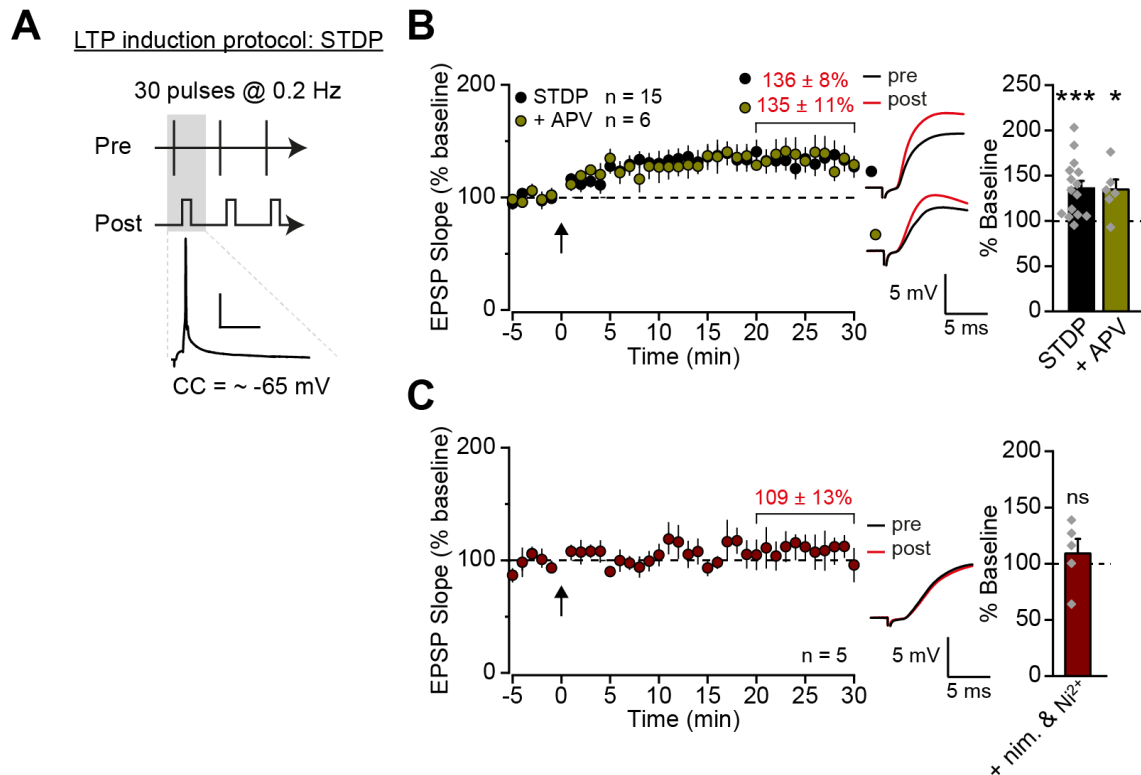 A
LTP induction protocol: STDP
30 pulses @ 0.2 Hz
Pre
Post
CC = ~ -65 mV
B
EPSP Slope (% baseline)
200
100
0
STDP n = 15
+ APV n = 6
136 ± 8%
135 ± 11%
pre
post
-5 0 5 10 15 20 25 30
Time (min)
5 mV
5 ms
% Baseline
250
200
150
100
50
0
*** *
STDP
+ APV
C
EPSP Slope (% baseline)
200
100
0
109 ± 13%
pre
post
n = 5
-5 0 5 10 15 20 25 30
Time (min)
5 mV
5 ms
% Baseline
200
150
100
50
0
ns
+ nim. & Ni²⁺